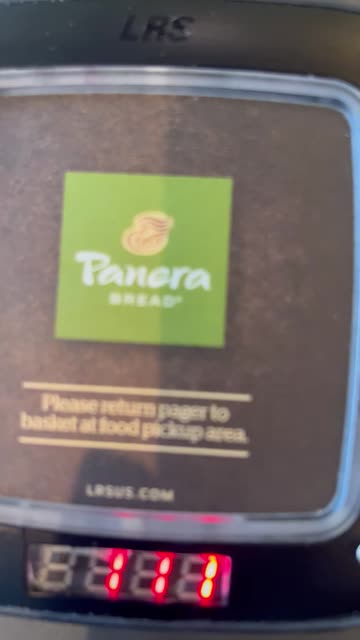 LRS
Panera
BREAD®
Please return pager to
basket at food pickup area.
LRSUS.COM
111